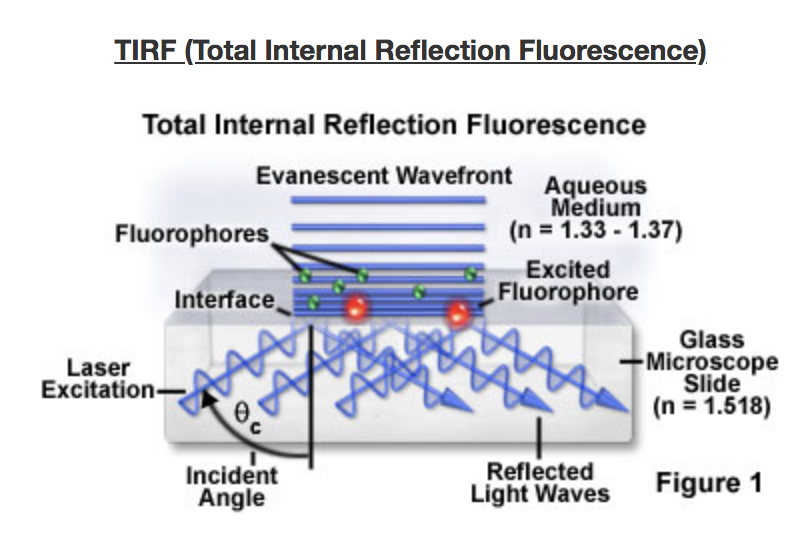 TIRF (Total Internal Reflection Fluorescence)
Total Internal Reflection Fluorescence
Evanescent Wavefront
Aqueous
Medium
(n = 1.33 - 1.37)
Fluorophores
Excited
Fluorophore
Interface
Glass
Microscope
Slide
(n = 1.518)
Laser
Excitation
θc
Incident
Angle
Reflected
Light Waves
Figure 1